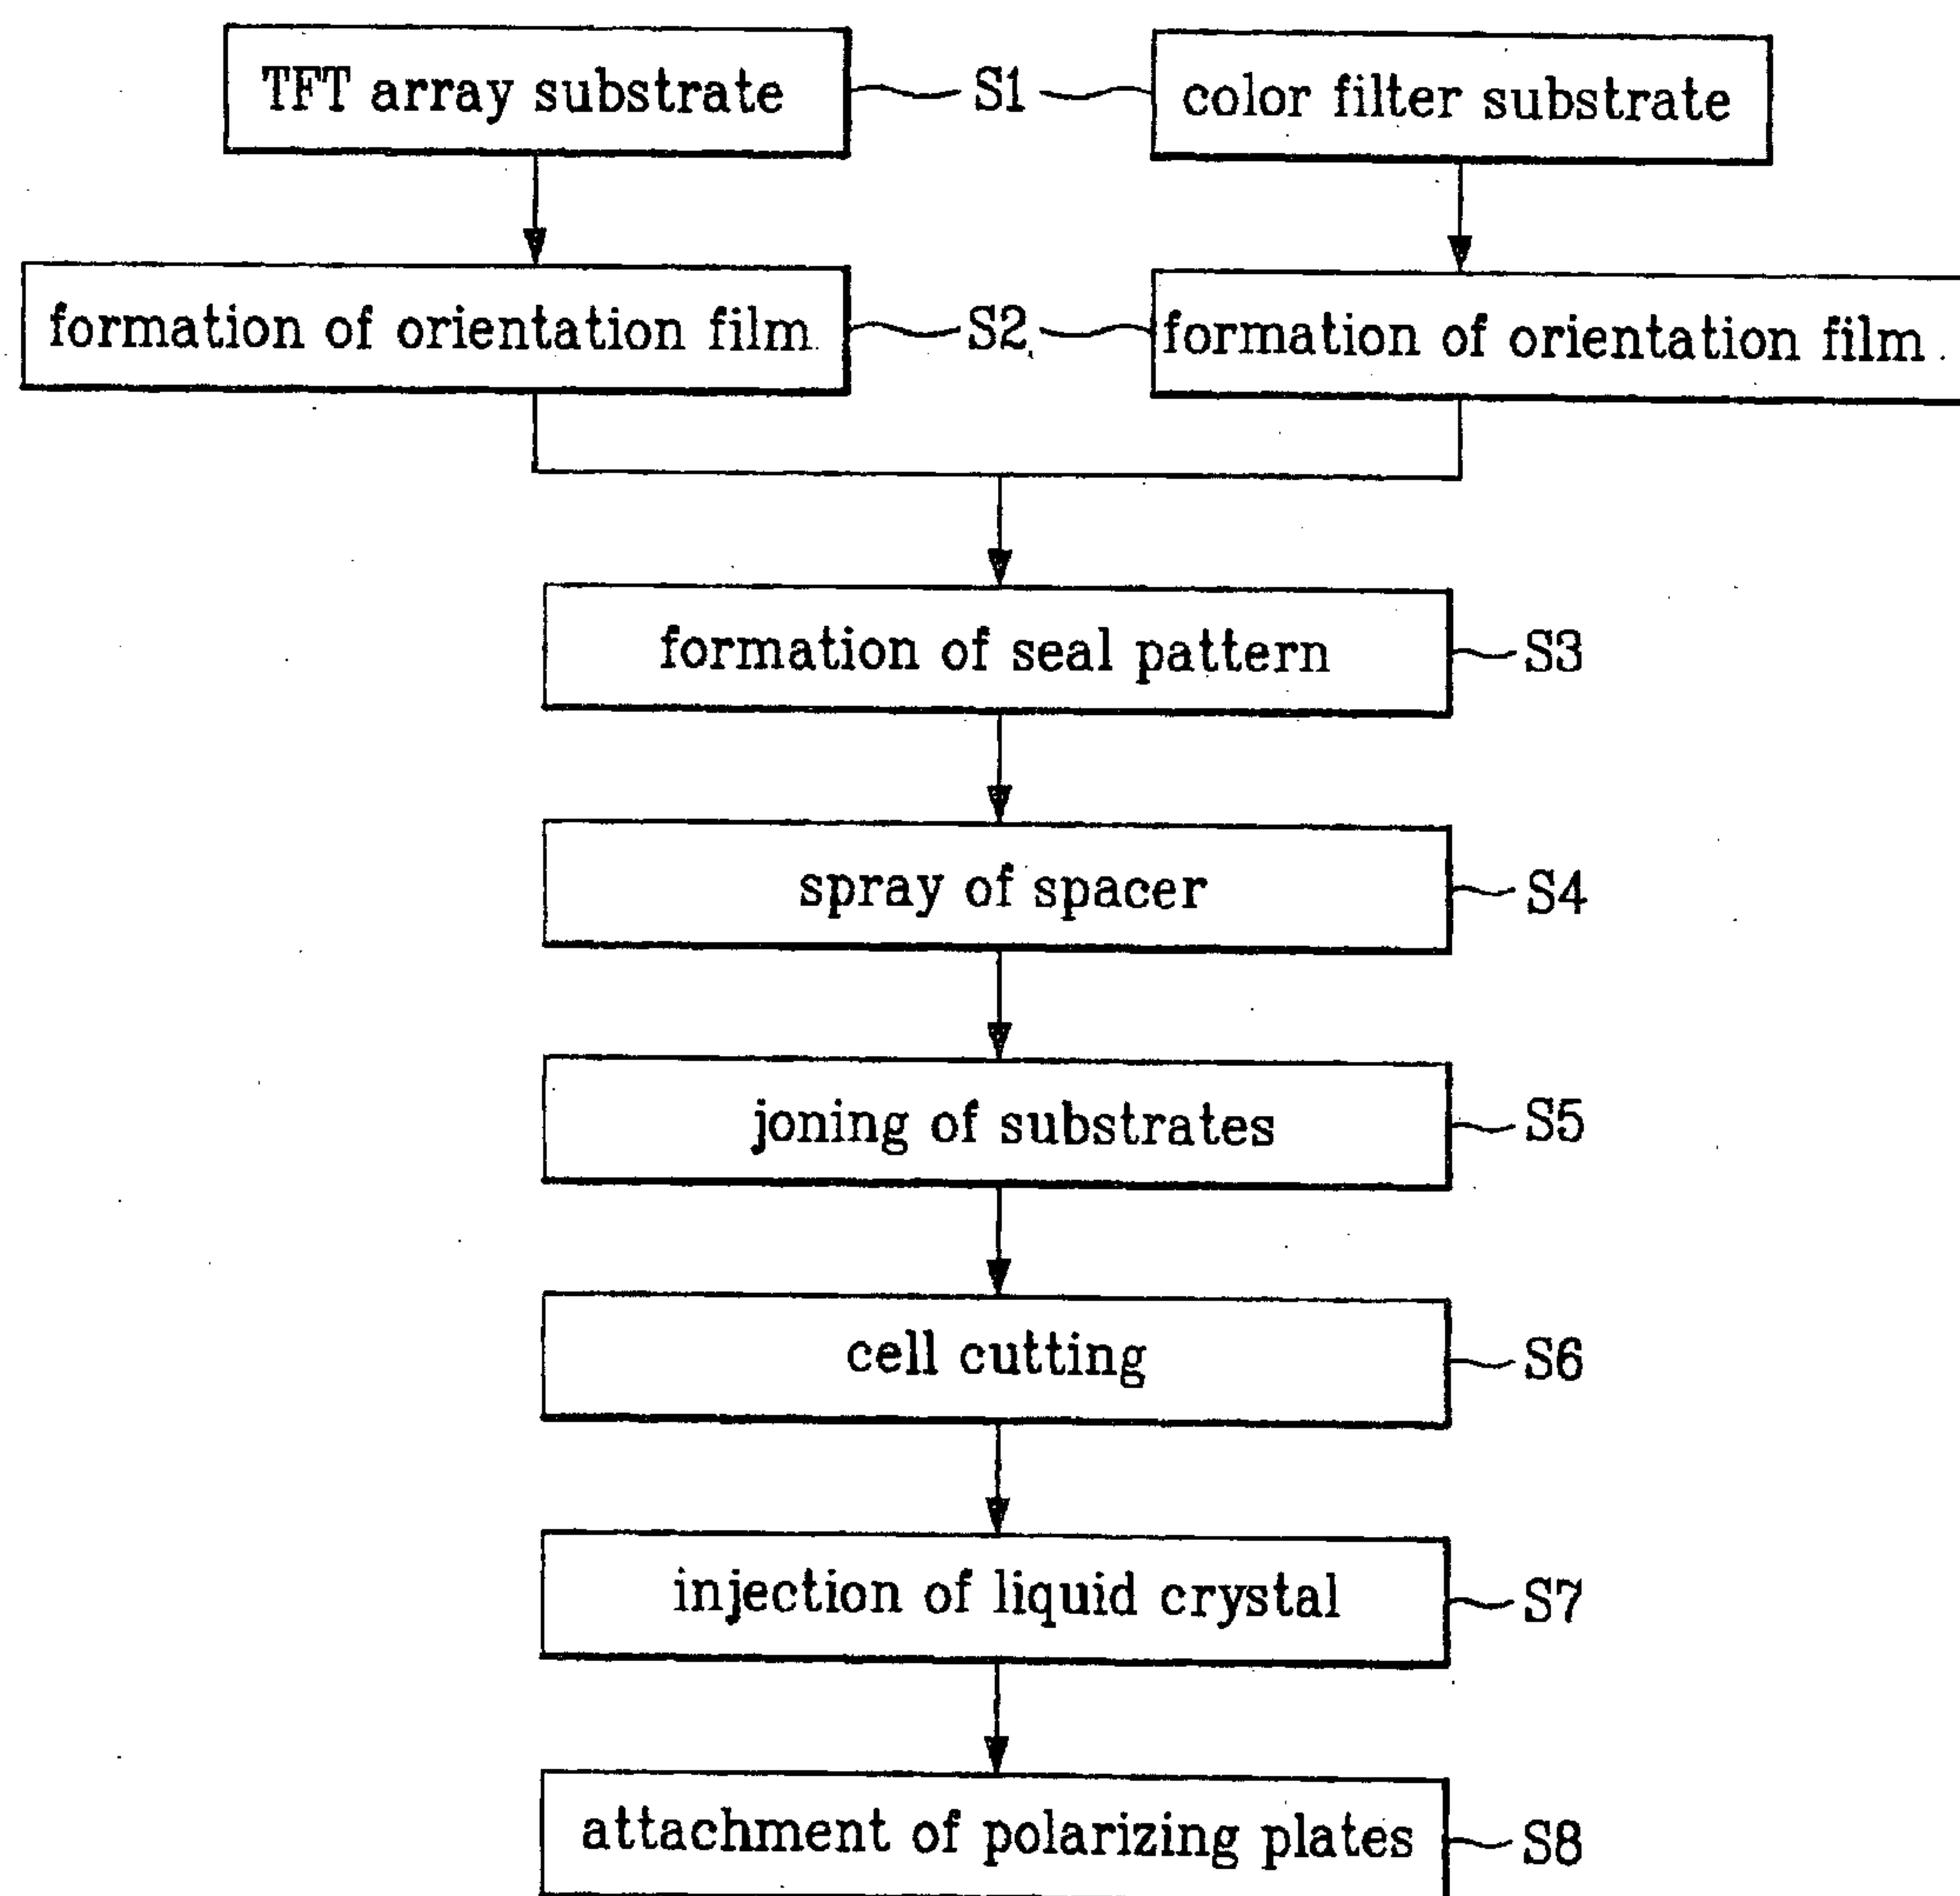 TFT array substrate
S1
color filter substrate
formation of orientation film
S2
formation of orientation film
formation of seal pattern
S3
spray of spacer
S4
joning of substrates
S5
cell cutting
S6
injection of liquid crystal
S7
attachment of polarizing plates
S8